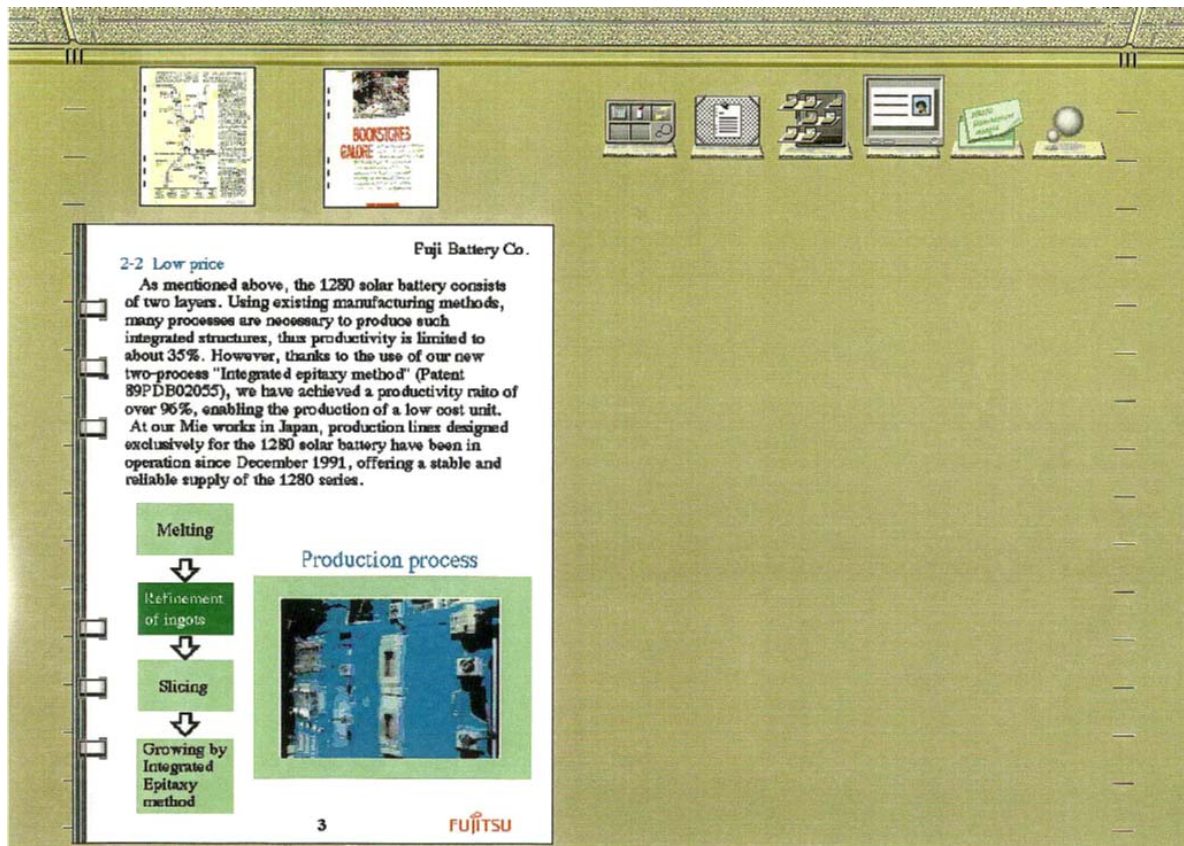 BOOKSTORES
GALORE
Fuji Battery Co.
2-2 Low price
As mentioned above, the 1280 solar battery consists
of two layers. Using existing manufacturing methods,
many processes are necessary to produce such
integrated structures, thus productivity is limited to
about 35%. However, thanks to the use of our new
two-process "Integrated epitaxy method" (Patent
89PDB02055), we have achieved a productivity raito of
over 96%, enabling the production of a low cost unit.
At our Mie works in Japan, production lines designed
exclusively for the 1280 solar battery have been in
operation since December 1991, offering a stable and
reliable supply of the 1280 series.
Melting
Refinement
of ingots
Slicing
Growing by
Integrated
Epitaxy
method
Production process
3
FUJITSU